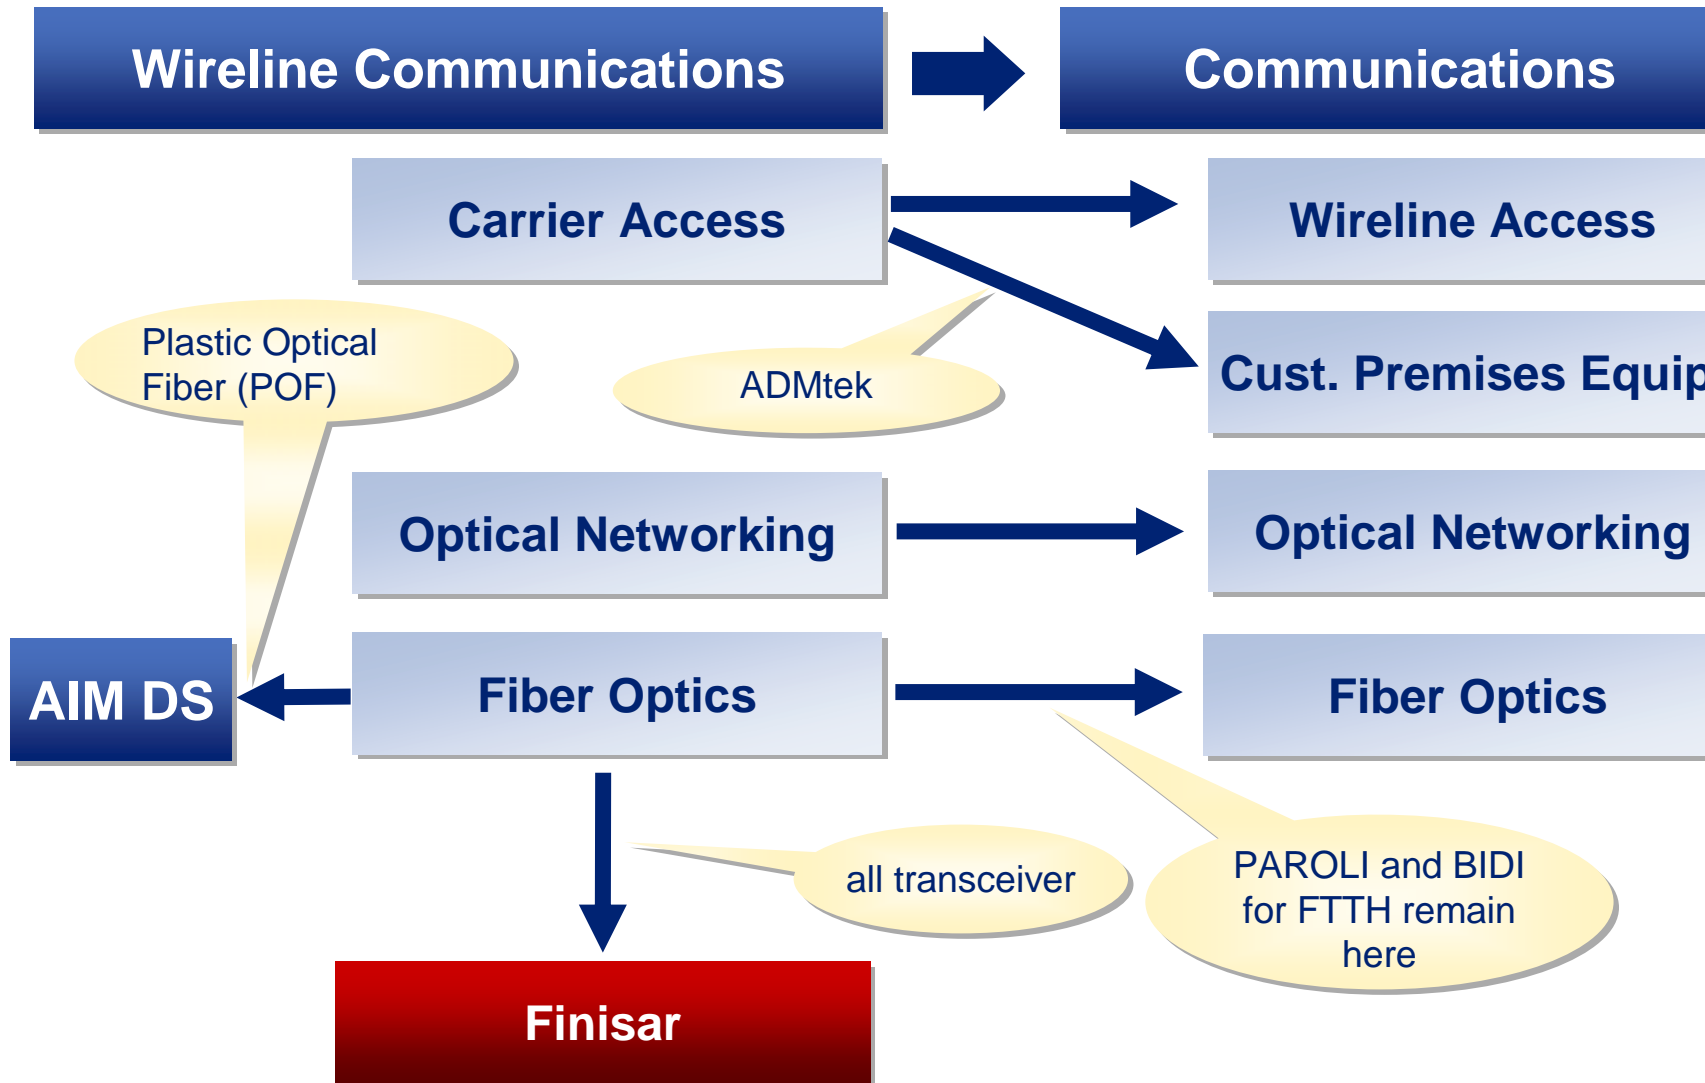 Wireline Communications
Communications
Carrier Access
Wireline Access
Plastic Optical
Fiber (POF)
ADMtek
Cust. Premises Equip
Optical Networking
Optical Networking
AIM DS
Fiber Optics
Fiber Optics
all transceiver
PAROLI and BIDI
for FTTH remain
here
Finisar